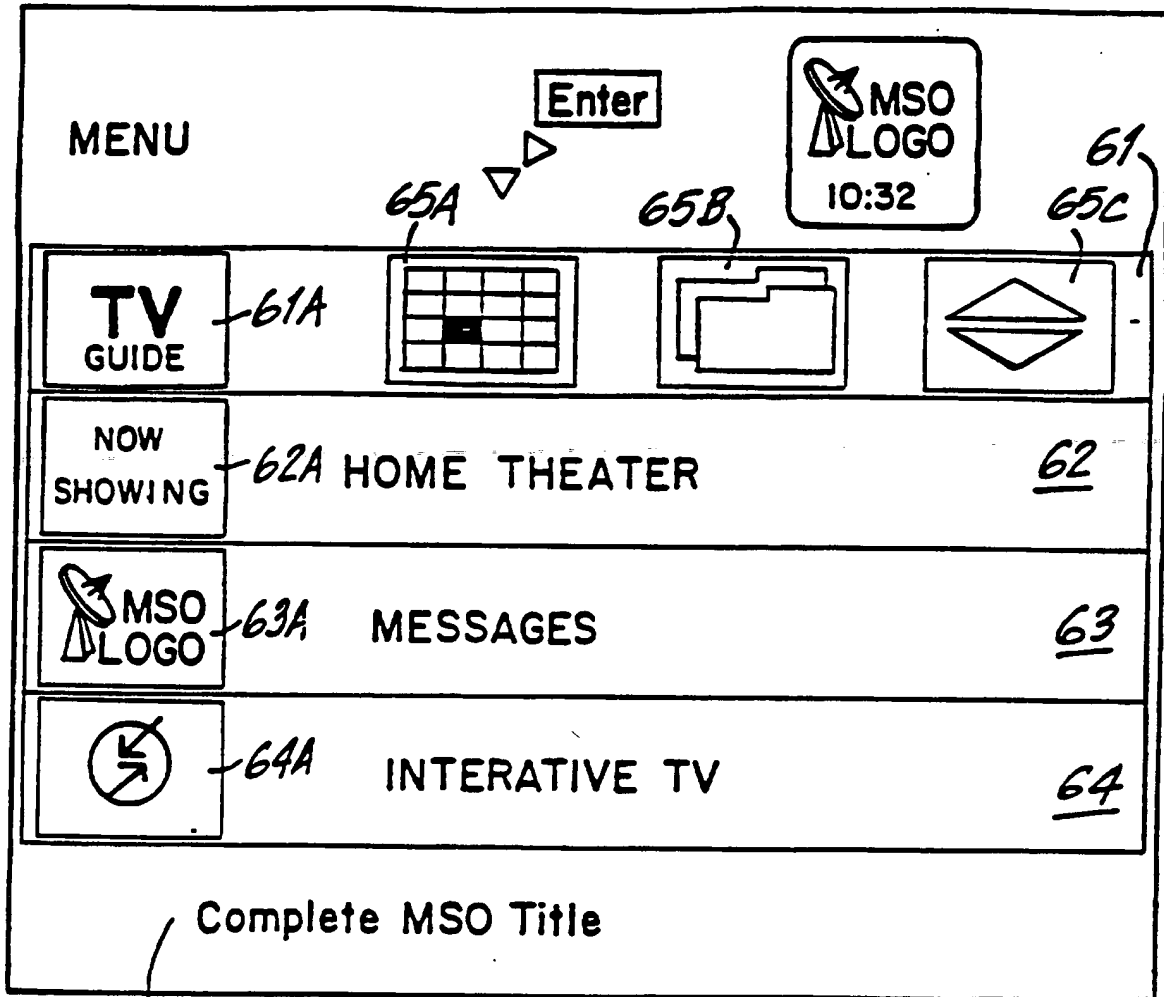 Enter
MSO
LOGO
10:32
MENU
61
65A
65B
65C
TV
GUIDE
61A
NOW
SHOWING
62A
HOME THEATER
62
MSO
LOGO
63A
MESSAGES
63
64A
INTERATIVE TV
64
Complete MSO Title